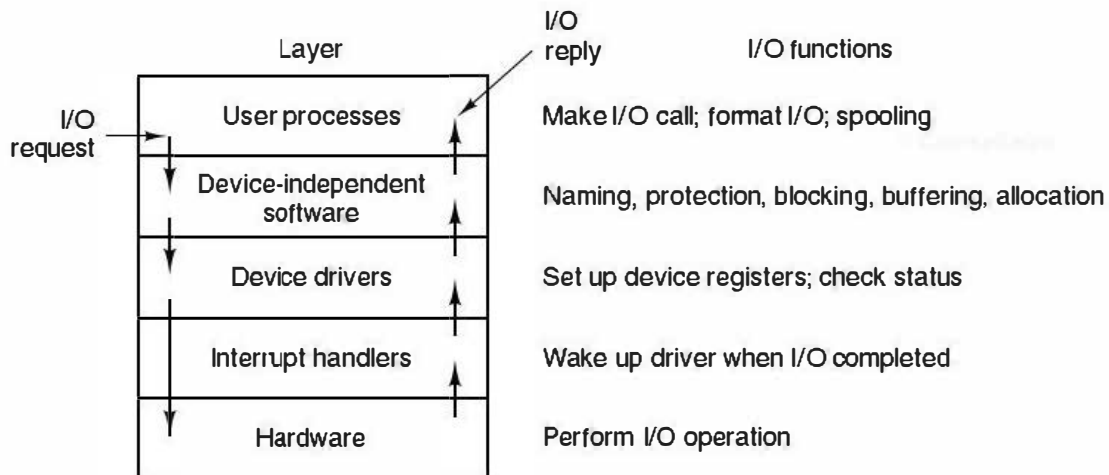 I/O
reply
Layer
I/O functions
I/O
request
User processes
Make I/O call; format I/O; spooling
Device-independent
software
Naming, protection, blocking, buffering, allocation
Device drivers
Set up device registers; check status
Interrupt handlers
Wake up driver when I/O completed
Hardware
Perform I/O operation